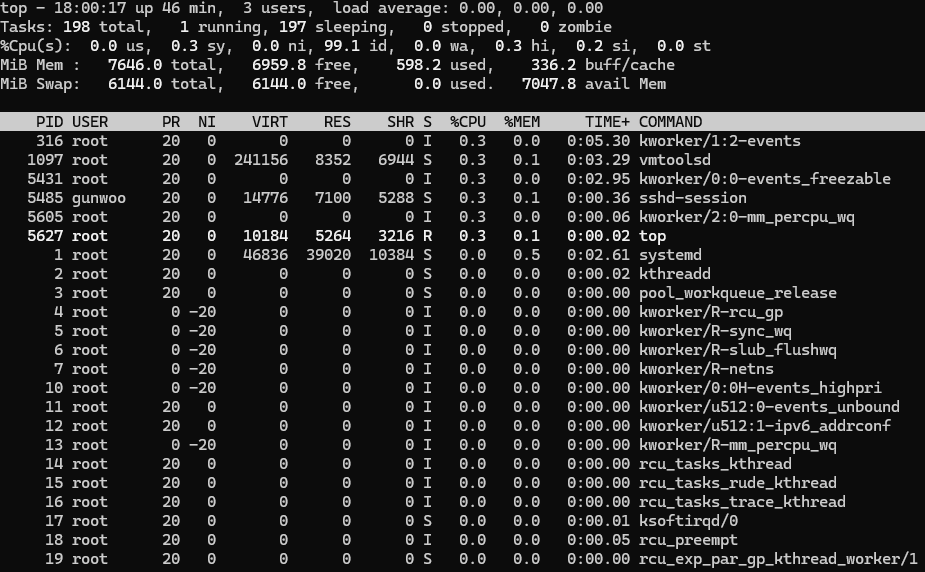 top - 18:00:17 up 46 min,  3 users,  load average: 0.00, 0.00, 0.00
Tasks: 198 total,   1 running, 197 sleeping,   0 stopped,   0 zombie
%Cpu(s):  0.0 us,  0.3 sy,  0.0 ni, 99.1 id,  0.0 wa,  0.3 hi,  0.2 si,  0.0 st
MiB Mem :   7646.0 total,   6959.8 free,    598.2 used,    336.2 buff/cache
MiB Swap:   6144.0 total,   6144.0 free,      0.0 used.   7047.8 avail Mem
PID USER      PR  NI    VIRT    RES    SHR S  %CPU  %MEM     TIME+ COMMAND
316 root      20   0       0      0      0 I   0.3   0.0   0:05.30 kworker/1:2-events
1097 root      20   0  241156   8352   6944 S   0.3   0.1   0:03.29 vmtoolsd
5431 root      20   0       0      0      0 I   0.3   0.0   0:02.95 kworker/0:0-events_freezable
5485 gunwoo    20   0   14776   7100   5288 S   0.3   0.1   0:00.36 sshd-session
5605 root      20   0       0      0      0 I   0.3   0.0   0:00.06 kworker/2:0-mm_percpu_wq
5627 root      20   0   10184   5264   3216 R   0.3   0.1   0:00.02 top
1 root      20   0   46836  39020  10384 S   0.0   0.5   0:02.61 systemd
2 root      20   0       0      0      0 S   0.0   0.0   0:00.02 kthreadd
3 root      20   0       0      0      0 S   0.0   0.0   0:00.00 pool_workqueue_release
4 root       0 -20       0      0      0 I   0.0   0.0   0:00.00 kworker/R-rcu_gp
5 root       0 -20       0      0      0 I   0.0   0.0   0:00.00 kworker/R-sync_wq
6 root       0 -20       0      0      0 I   0.0   0.0   0:00.00 kworker/R-slub_flushwq
7 root       0 -20       0      0      0 I   0.0   0.0   0:00.00 kworker/R-netns
10 root       0 -20       0      0      0 I   0.0   0.0   0:00.00 kworker/0:0H-events_highpri
11 root      20   0       0      0      0 I   0.0   0.0   0:00.00 kworker/u512:0-events_unbound
12 root      20   0       0      0      0 I   0.0   0.0   0:00.00 kworker/u512:1-ipv6_addrconf
13 root       0 -20       0      0      0 I   0.0   0.0   0:00.00 kworker/R-mm_percpu_wq
14 root      20   0       0      0      0 I   0.0   0.0   0:00.00 rcu_tasks_kthread
15 root      20   0       0      0      0 I   0.0   0.0   0:00.00 rcu_tasks_rude_kthread
16 root      20   0       0      0      0 I   0.0   0.0   0:00.00 rcu_tasks_trace_kthread
17 root      20   0       0      0      0 S   0.0   0.0   0:00.01 ksoftirqd/0
18 root      20   0       0      0      0 I   0.0   0.0   0:00.05 rcu_preempt
19 root      20   0       0      0      0 S   0.0   0.0   0:00.00 rcu_exp_par_gp_kthread_worker/1